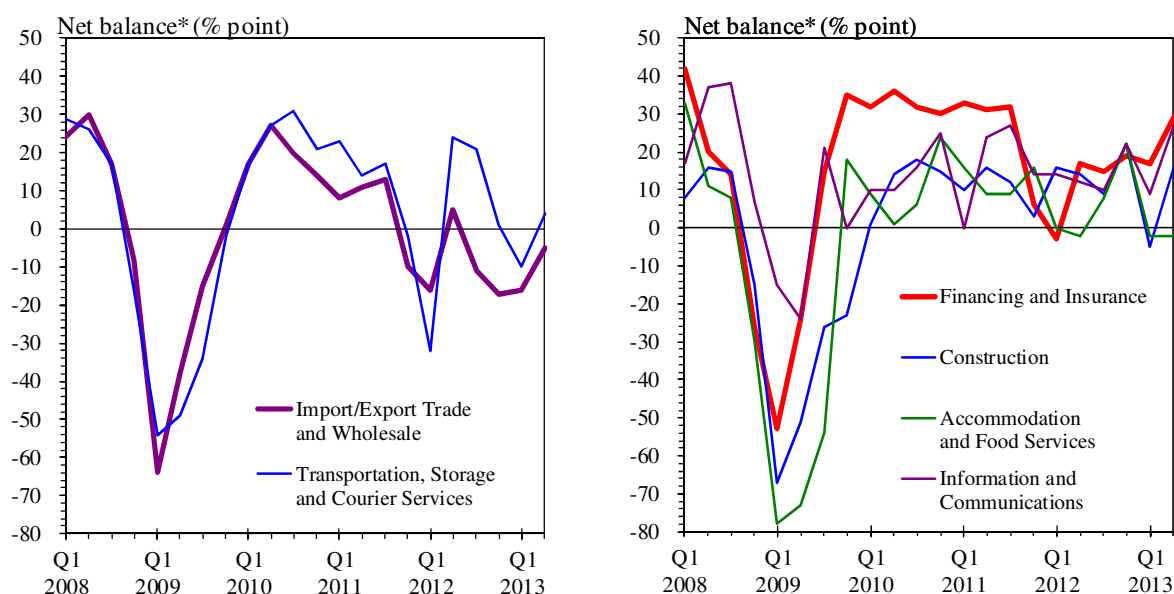 Net balance* (% point)
50
40
30
20
10
0
-10
-20
-30
-40
-50
-60
-70
-80
Import/Export Trade
and Wholesale
Transportation, Storage
and Courier Services
Q1 Q1 Q1 Q1 Q1 Q1
2008 2009 2010 2011 2012 2013
Net balance* (% point)
50
40
30
20
10
0
-10
-20
-30
-40
-50
-60
-70
-80
Financing and Insurance
Construction
Accommodation
and Food Services
Information and
Communications
Q1 Q1 Q1 Q1 Q1 Q1
2008 2009 2010 2011 2012 2013